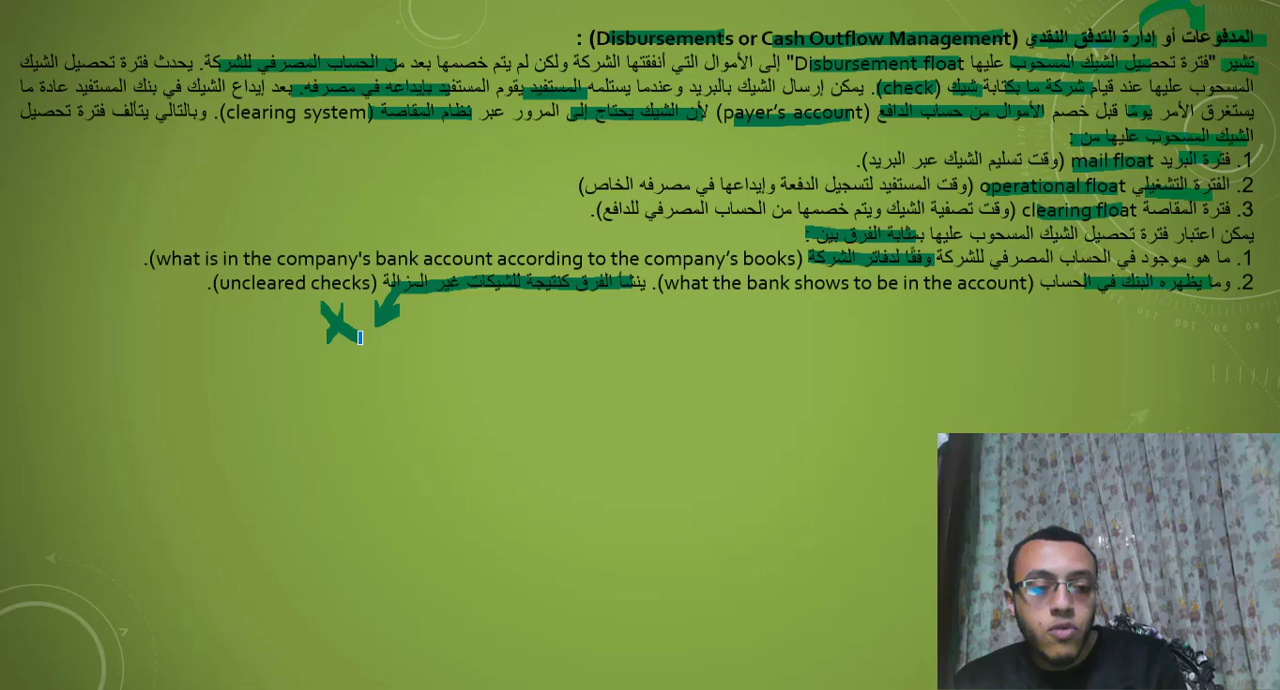 المدفوعات أو إدارة التدفق النقدي (Disbursements or Cash Outflow Management) :
تشير "فترة تحصيل الشيك المسحوب عليها Disbursement float" إلى الأموال التي أنفقتها الشركة ولكن لم يتم خصمها بعد من الحساب المصرفي للشركة. يحدث فترة تحصيل الشيك
المسحوب عليها عند قيام شركة ما بكتابة شيك (check). يمكن إرسال الشيك بالبريد وعندما يستلمه المستفيد يقوم المستفيد بإيداعه في مصرفه. بعد إيداع الشيك في بنك المستفيد عادة ما
يستغرق الأمر يومًا قبل خصم الأموال من حساب الدافع (payer’s account) لأن الشيك يحتاج إلى المرور عبر نظام المقاصة (clearing system). وبالتالي يتألف فترة تحصيل
الشيك المسحوب عليها من :
1. فترة البريد mail float (وقت تسليم الشيك عبر البريد).
2. الفترة التشغيلي operational float (وقت المستفيد لتسجيل الدفعة وإيداعها في مصرفه الخاص)
3. فترة المقاصة clearing float (وقت تصفية الشيك ويتم خصمها من الحساب المصرفي للدافع).
يمكن اعتبار فترة تحصيل الشيك المسحوب عليها بمثابة الفرق بين :
1. ما هو موجود في الحساب المصرفي للشركة وفقًا لدفاتر الشركة (what is in the company's bank account according to the company’s books).
2. وما يظهره البنك في الحساب (what the bank shows to be in the account). ينشأ الفرق كنتيجة للشيكات غير المزالة (uncleared checks).